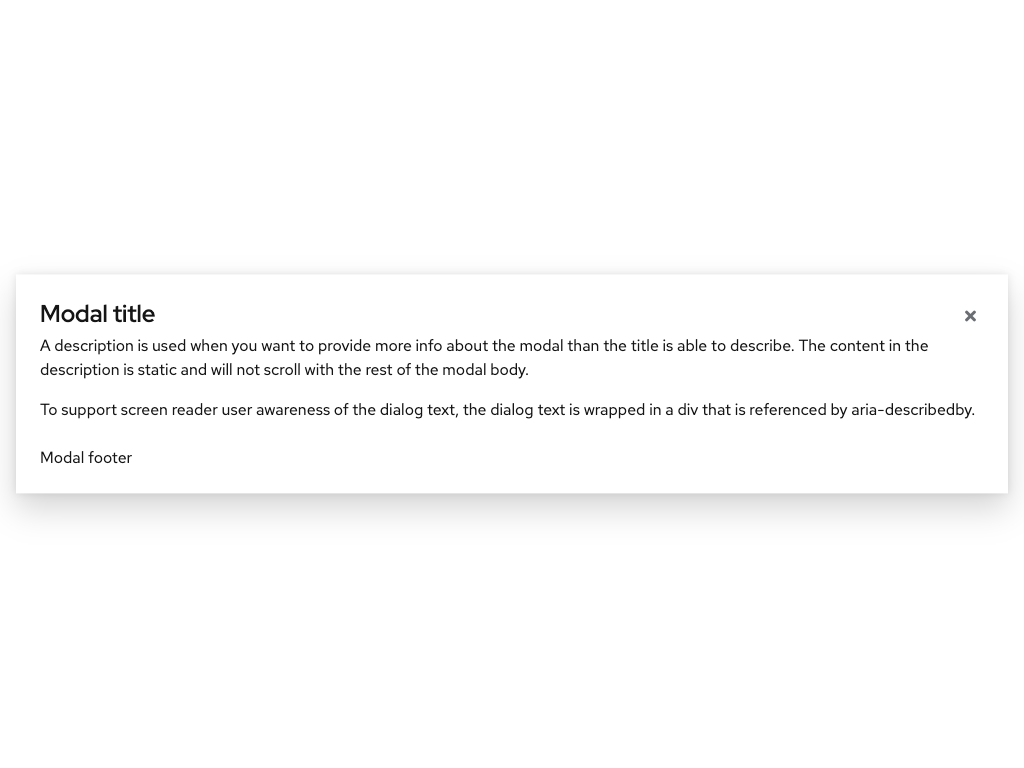 Modal title
A description is used when you want to provide more info about the modal than the title is able to describe. The content in the
description is static and will not scroll with the rest of the modal body.
To support screen reader user awareness of the dialog text, the dialog text is wrapped in a div that is referenced by aria-describedby.
Modal footer